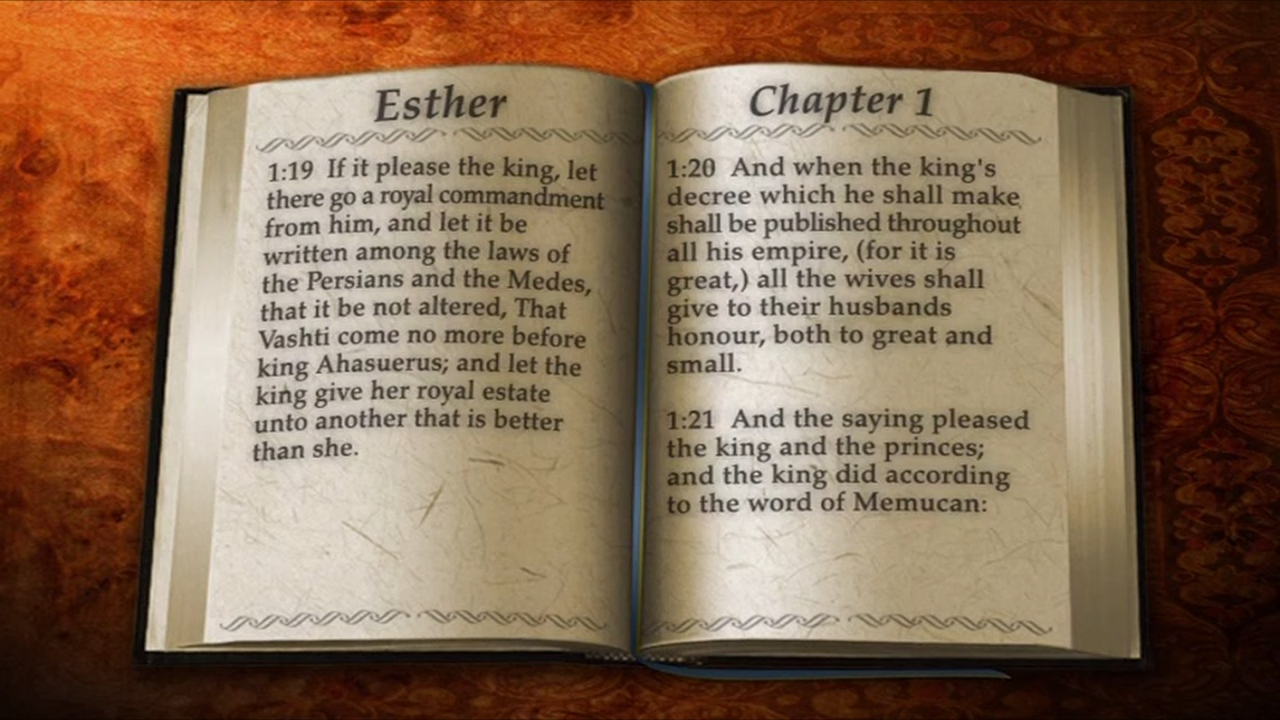 Esther
1:19 If it please the king, let
there go a royal commandment
from him, and let it be
written among the laws of
the Persians and the Medes,
that it be not altered, That
Vashti come no more before
king Ahasuerus; and let the
king give her royal estate
unto another that is better
than she.
Chapter 1
1:20 And when the king's
decree which he shall make
shall be published throughout
all his empire, (for it is
great,) all the wives shall
give to their husbands
honour, both to great and
small.
1:21 And the saying pleased
the king and the princes;
and the king did according
to the word of Memucan: